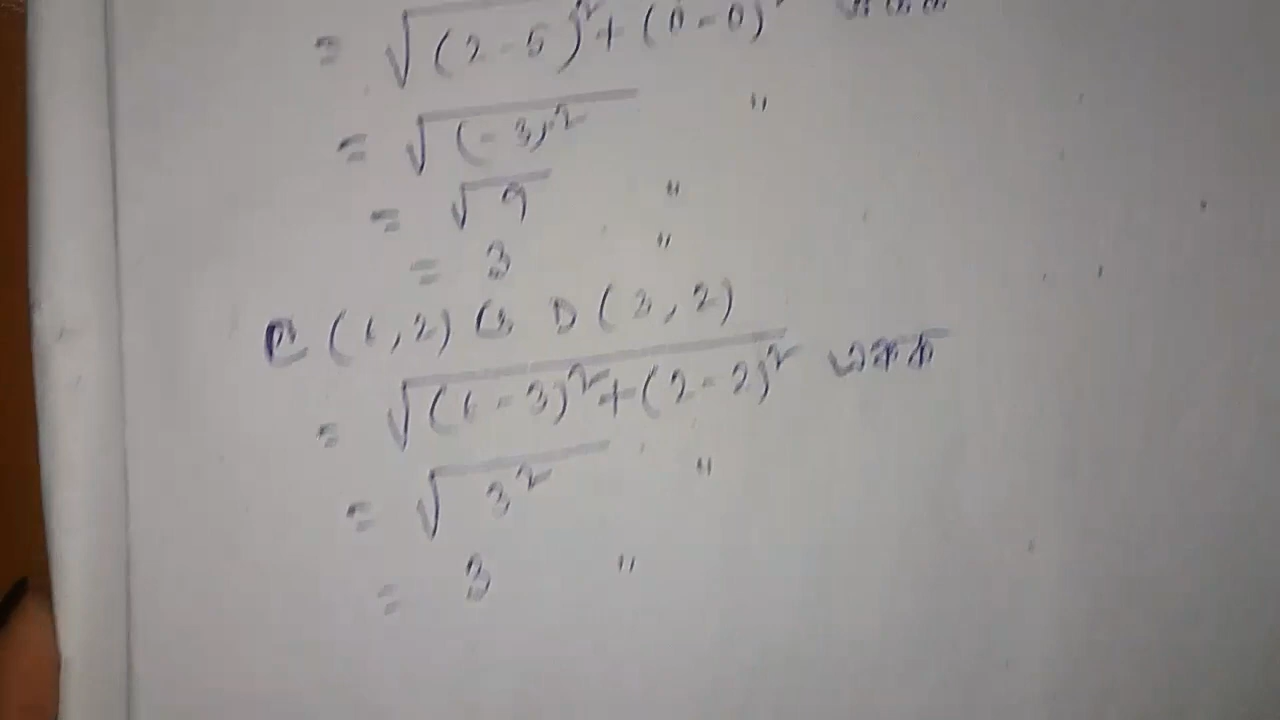 = √(2-5)² + (0-0)²
= √(-3)² "
= √9 "
= 3 "
C (1,2) ও D (3,2)
= √(1-3)² + (2-2)² একক
= √3² "
= 3 "